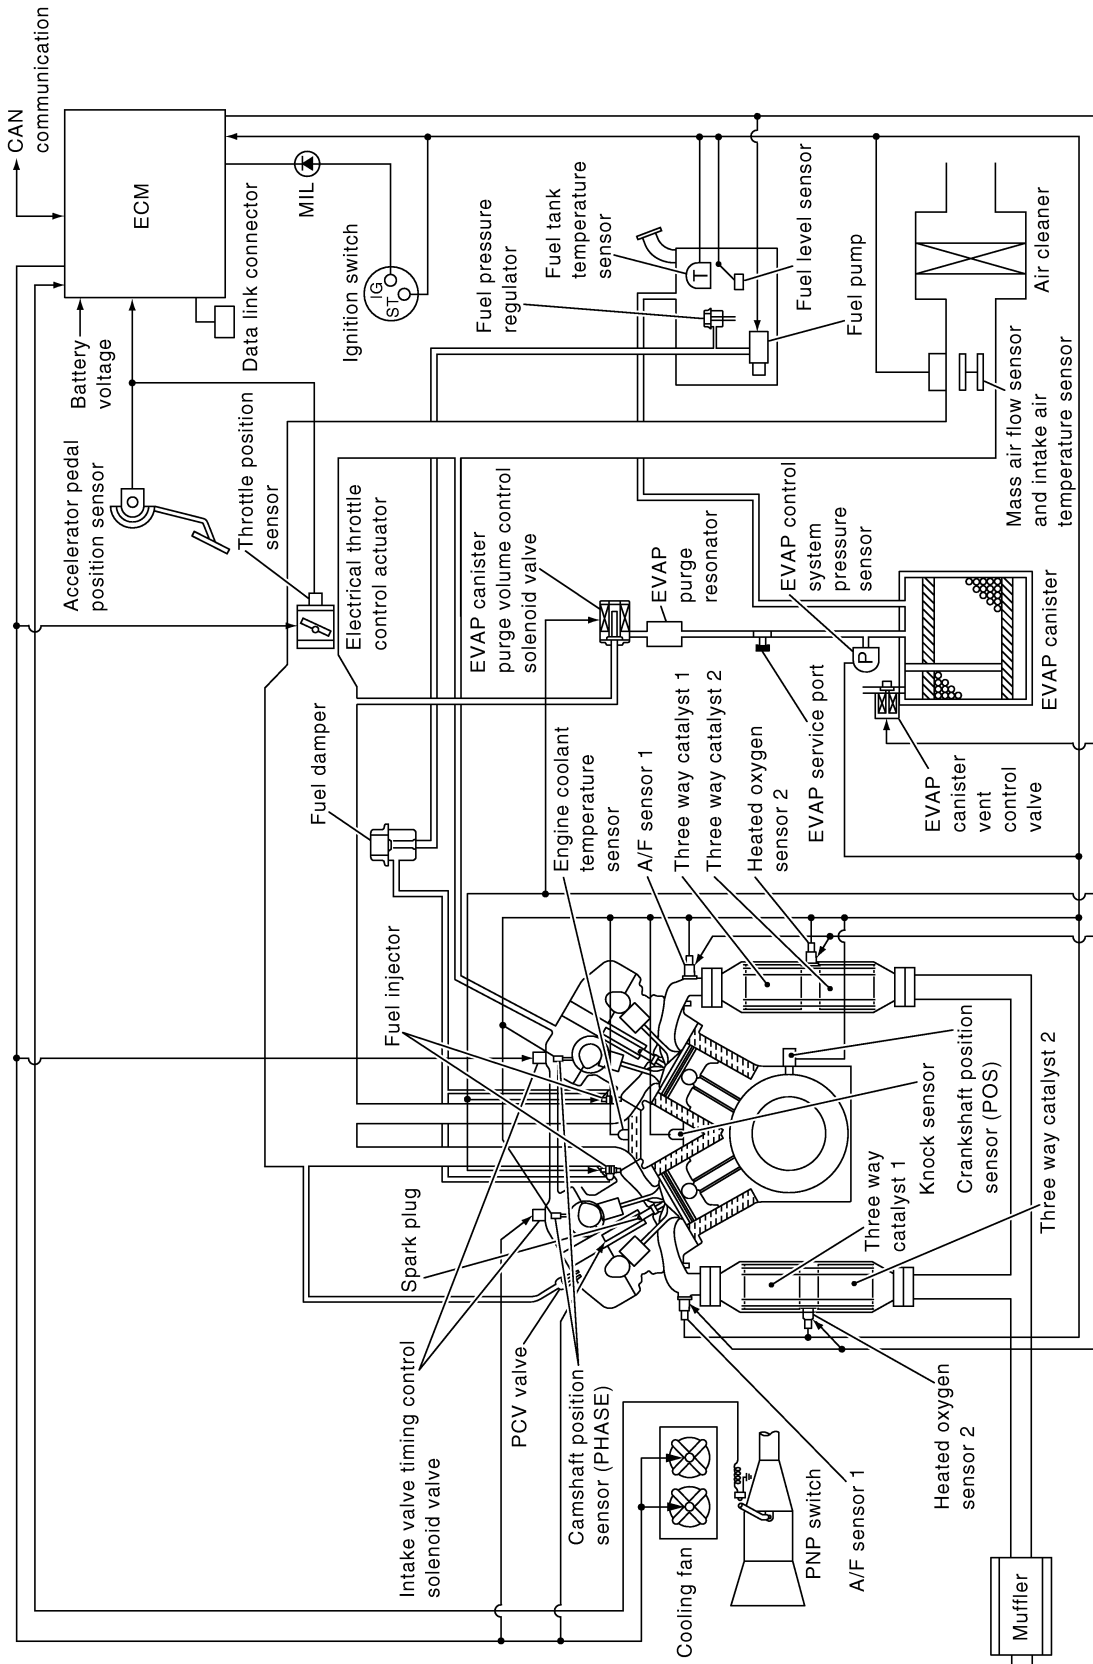 CAN
communication
ECM
MIL
Data link connector
Ignition switch
IG
ST
Battery
voltage
Accelerator pedal
position sensor
Throttle position
sensor
Electrical throttle
control actuator
Fuel pressure
regulator
Fuel tank
temperature
sensor
T
Fuel level sensor
Fuel pump
Air cleaner
Mass air flow sensor
and intake air
temperature sensor
EVAP canister
purge volume control
solenoid valve
EVAP
purge
resonator
EVAP control
system
pressure
sensor
P
EVAP canister
EVAP service port
EVAP
canister
vent
control
valve
Fuel damper
Engine coolant
temperature
sensor
A/F sensor 1
Three way catalyst 1
Three way catalyst 2
Heated oxygen
sensor 2
Fuel injector
Knock sensor
Crankshaft position
sensor (POS)
Three way catalyst 2
Three way
catalyst 1
Spark plug
PCV valve
Intake valve timing control
solenoid valve
Camshaft position
sensor (PHASE)
Cooling fan
PNP switch
A/F sensor 1
Heated oxygen
sensor 2
Muffler